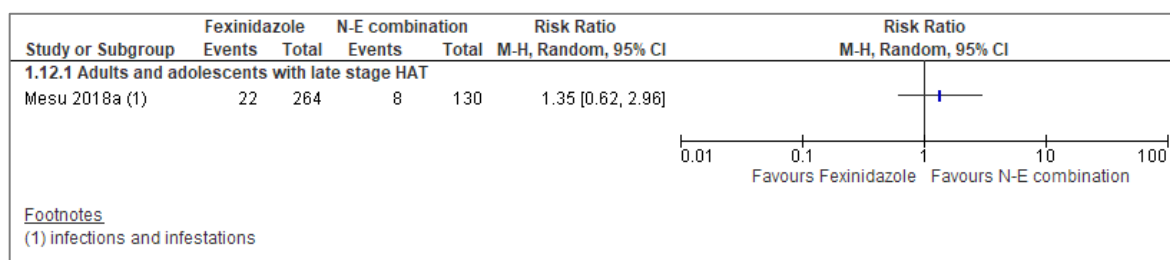 Fexinidazole N-E combination Risk Ratio Risk Ratio
Study or Subgroup Events Total Events Total M-H, Random, 95% CI M-H, Random, 95% CI
1.12.1 Adults and adolescents with late stage HAT
Mesu 2018a (1) 22 264 8 130 1.35 [0.62, 2.96]
0.01 0.1 1 10 100
Favours Fexinidazole Favours N-E combination
Footnotes
(1) infections and infestations